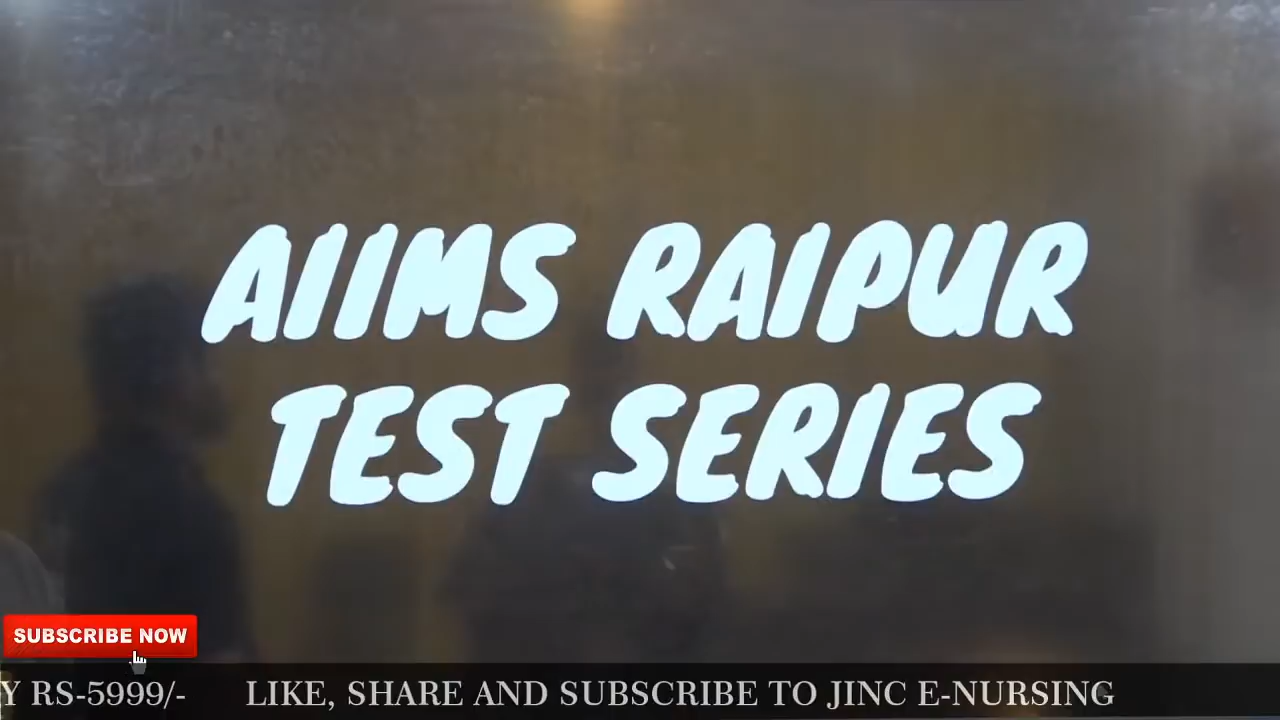 AIIMS RAIPUR
TEST SERIES
SUBSCRIBE NOW
Y RS-5999/- LIKE, SHARE AND SUBSCRIBE TO JINC E-NURSING